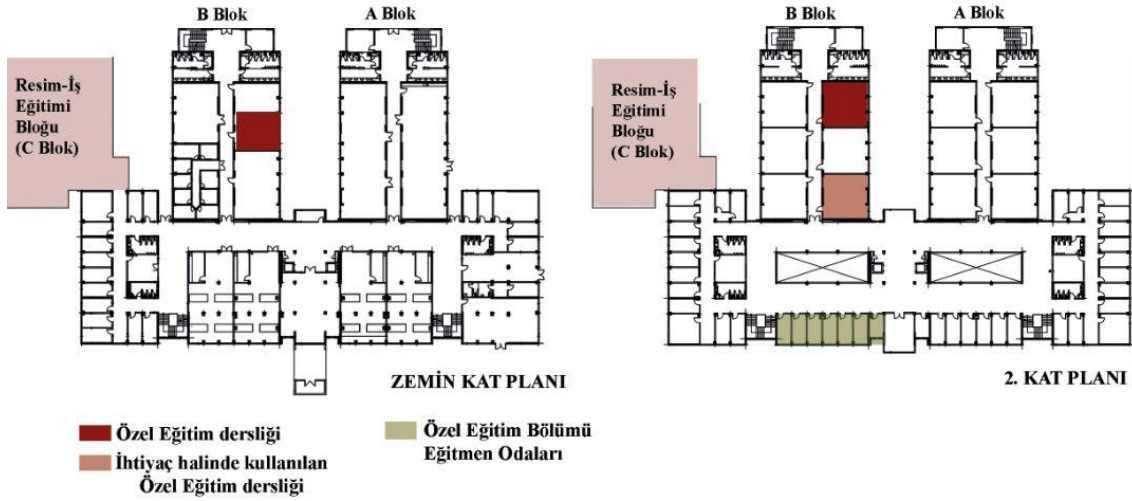 B Blok
A Blok
Resim-İş
Eğitimi
Bloğu
(C Blok)
ZEMİN KAT PLANI
B Blok
A Blok
Resim-İş
Eğitimi
Bloğu
(C Blok)
2. KAT PLANI
Özel Eğitim dersliği
İhtiyaç halinde kullanılan
Özel Eğitim dersliği
Özel Eğitim Bölümü
Eğitmen Odaları